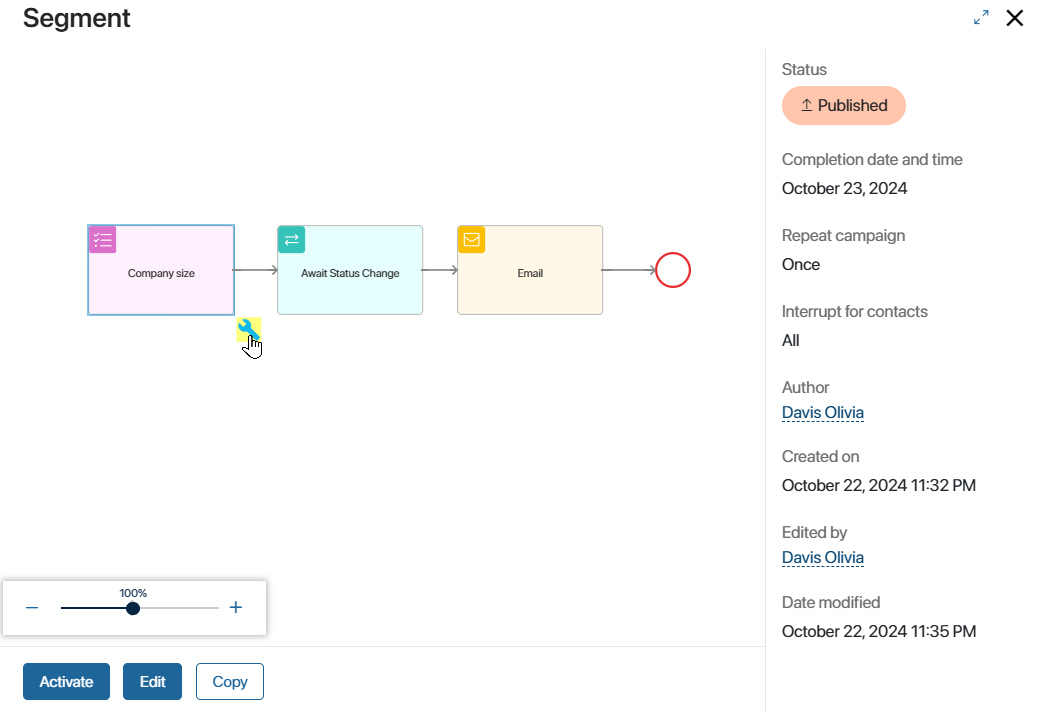 Segment
Company size
Await Status Change
Email
100%
Activate
Edit
Copy
Status
Published
Completion date and time
October 23, 2024
Repeat campaign
Once
Interrupt for contacts
All
Author
Davis Olivia
Created on
October 22, 2024 11:32 PM
Edited by
Davis Olivia
Date modified
October 22, 2024 11:35 PM